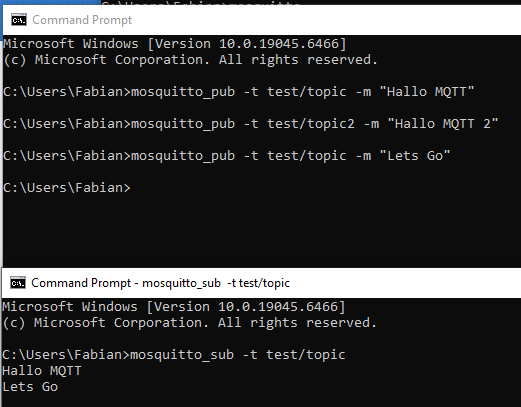 Command Prompt
Microsoft Windows [Version 10.0.19045.6466]
(c) Microsoft Corporation. All rights reserved.
C:\Users\Fabian>mosquitto_pub -t test/topic -m "Hallo MQTT"
C:\Users\Fabian>mosquitto_pub -t test/topic2 -m "Hallo MQTT 2"
C:\Users\Fabian>mosquitto_pub -t test/topic -m "Lets Go"
C:\Users\Fabian>
Command Prompt - mosquitto_sub -t test/topic
Microsoft Windows [Version 10.0.19045.6466]
(c) Microsoft Corporation. All rights reserved.
C:\Users\Fabian>mosquitto_sub -t test/topic
Hallo MQTT
Lets Go